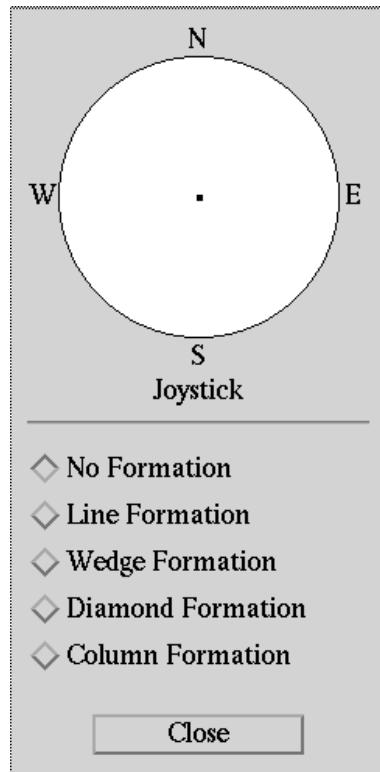 N
W E
S
Joystick
No Formation
Line Formation
Wedge Formation
Diamond Formation
Column Formation
Close